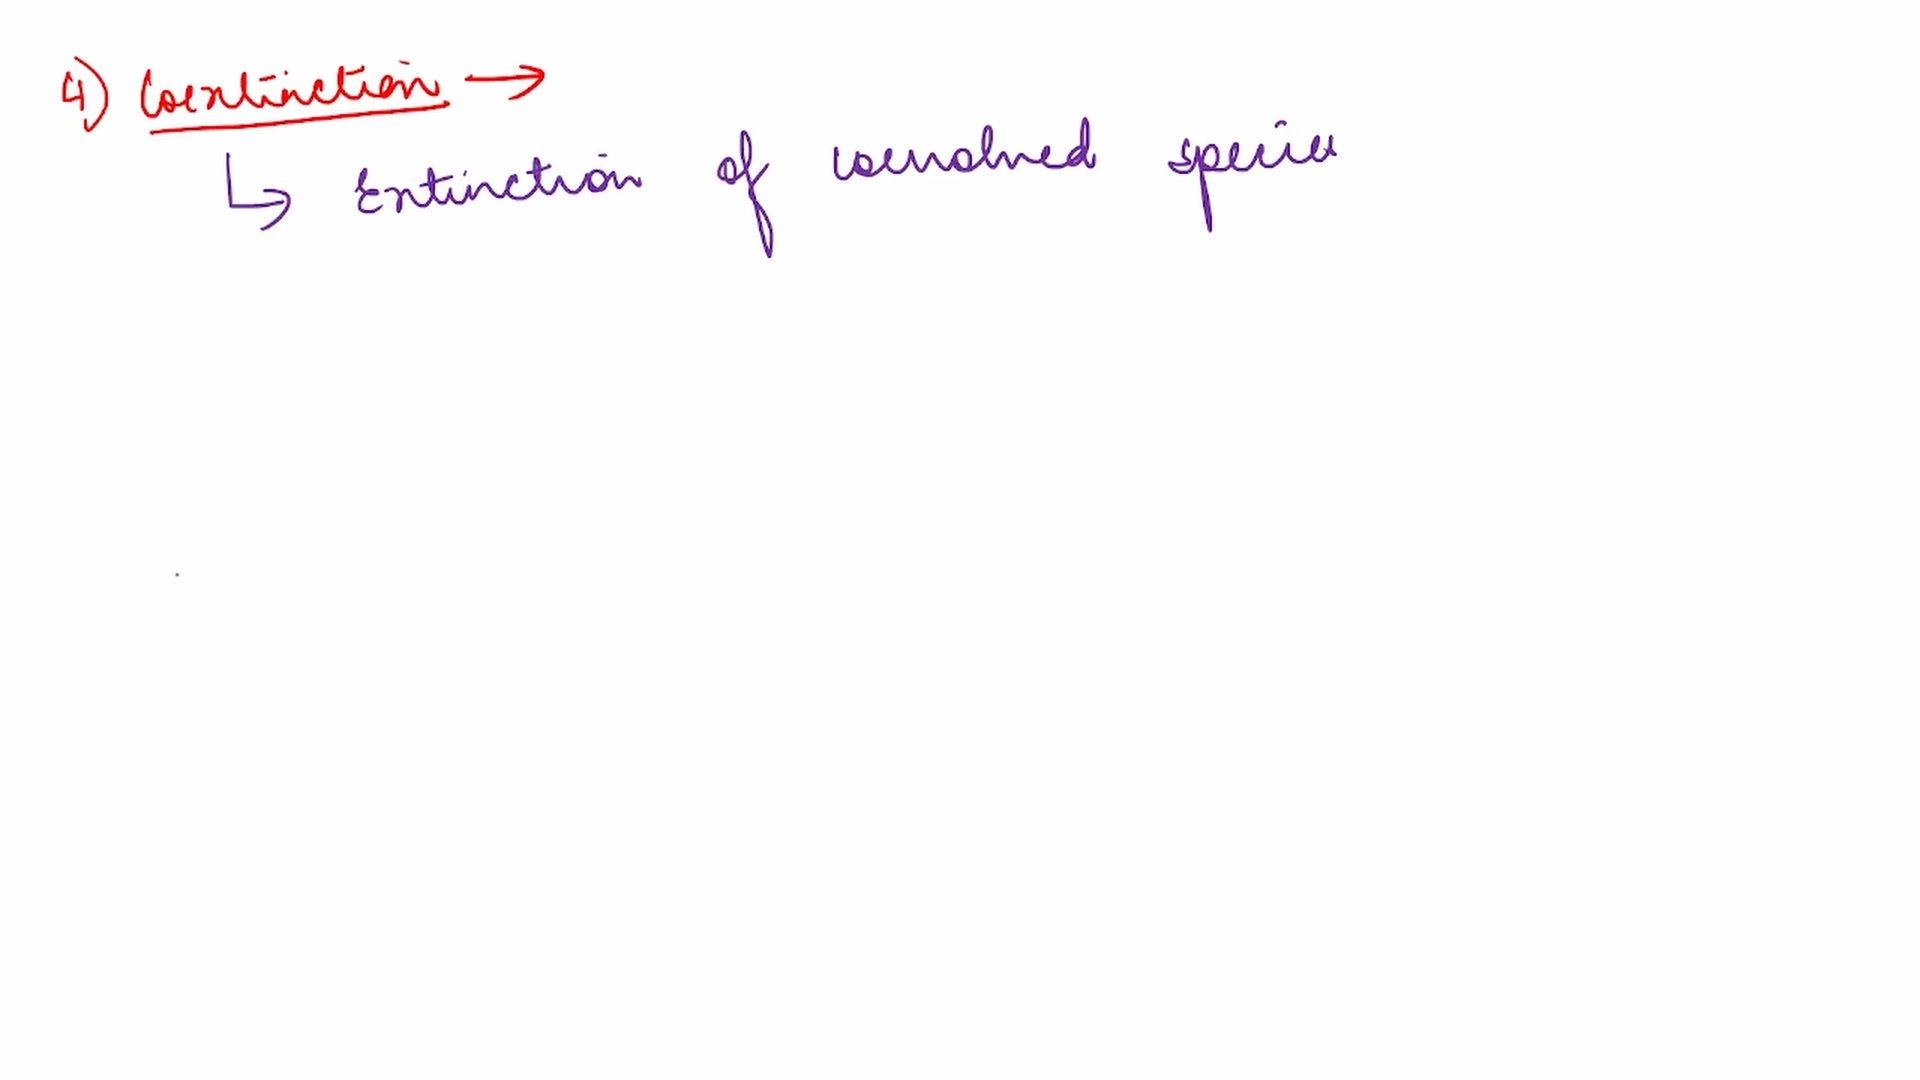 4) Coextinction →
↳ Extinction of coevolved species